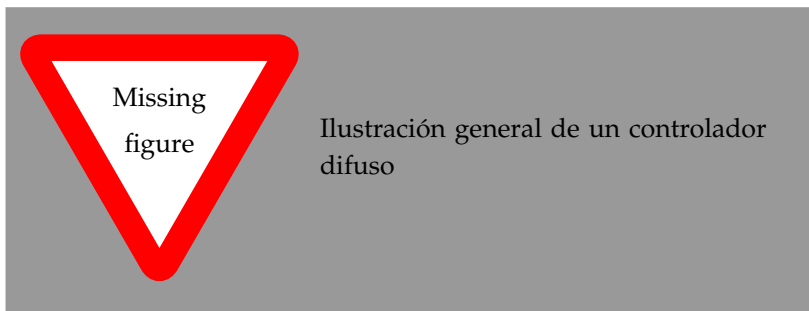 Missing
figure
Ilustración general de un controlador
difuso